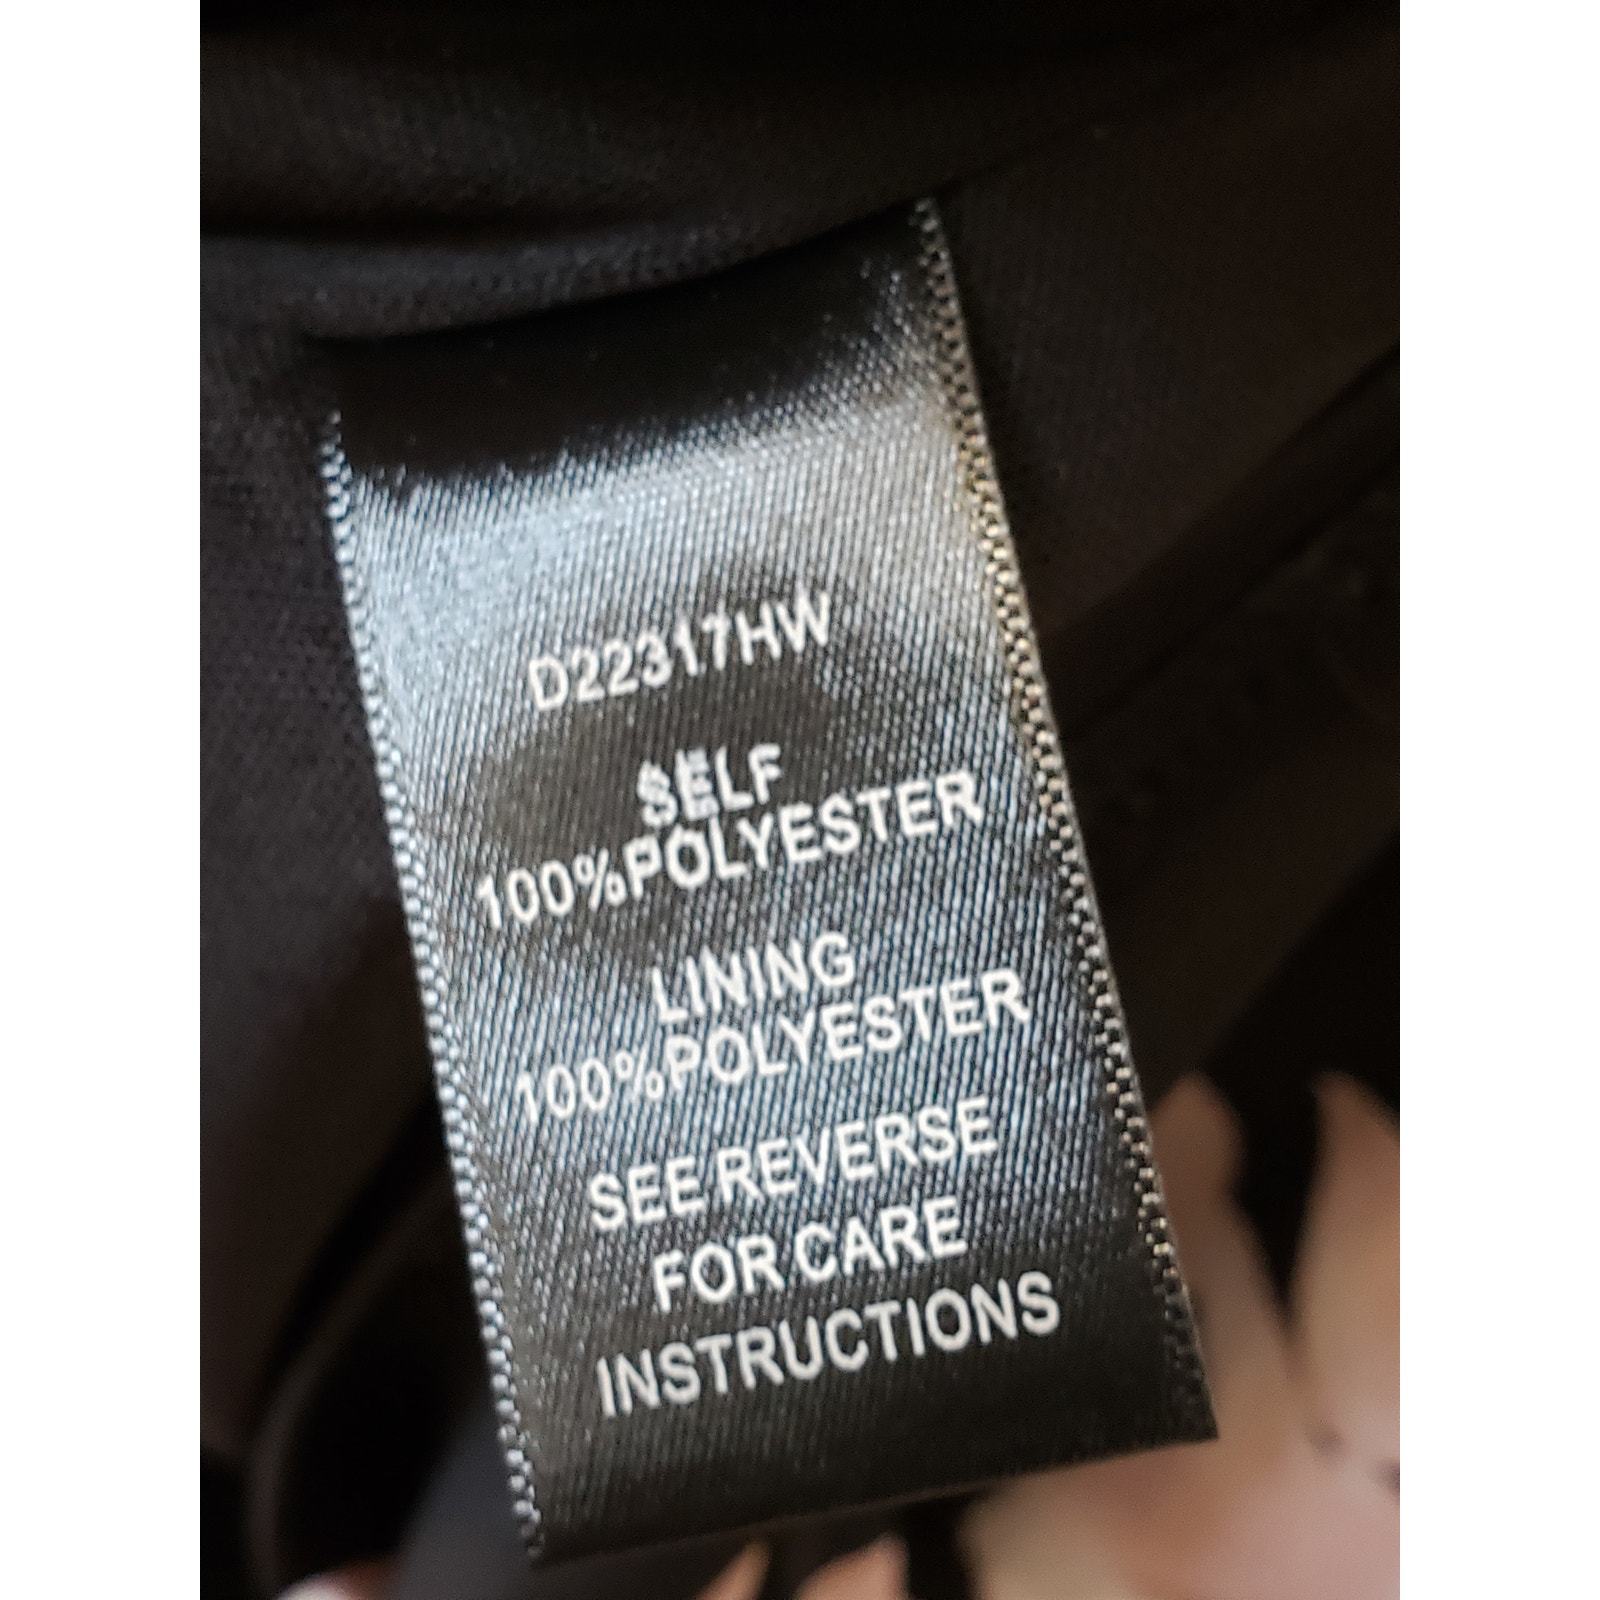 D22317HW
SELF
100%POLYESTER
LINING
100%POLYESTER
SEE REVERSE
FOR CARE
INSTRUCTIONS